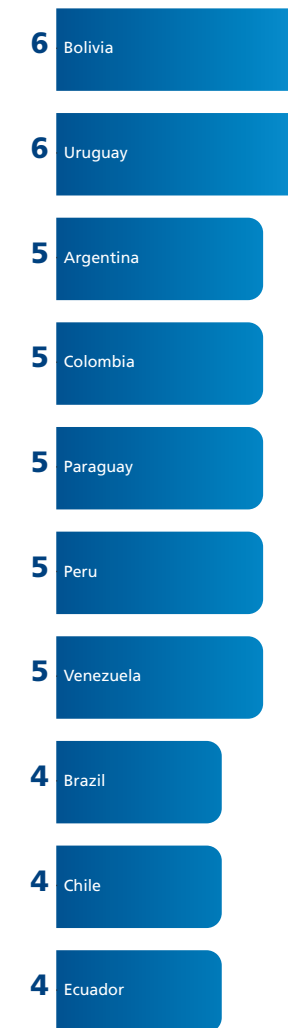 6 Bolivia
6 Uruguay
5 Argentina
5 Colombia
5 Paraguay
5 Peru
5 Venezuela
4 Brazil
4 Chile
4 Ecuador